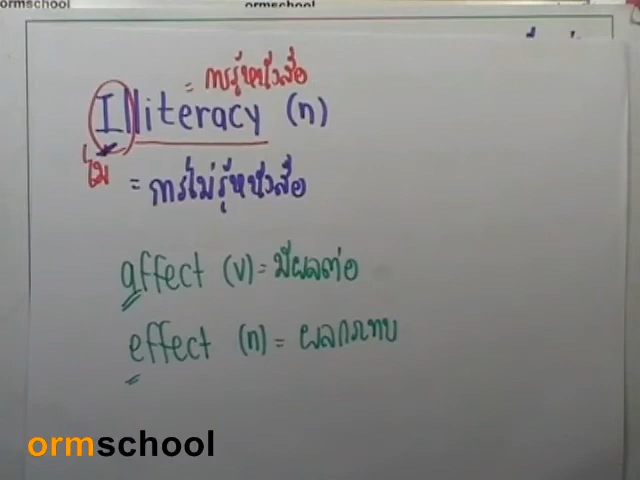 ormschool
ormschool
= การรู้หนังสือ
Illiteracy (n)
ไม่
= การไม่รู้หนังสือ
affect (v) = มีผลต่อ
effect (n) = ผลกระทบ
ormschool